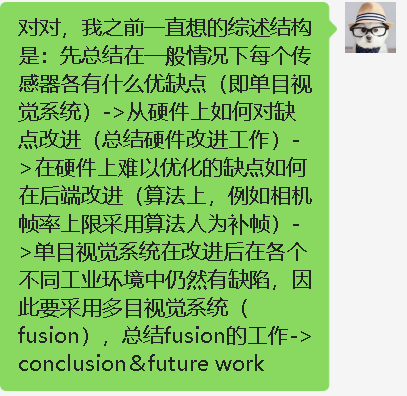 对对，我之前一直想的综述结构
是：先总结在一般情况下每个传
感器各有什么优缺点（即单目视
觉系统）->从硬件上如何对缺
点改进（总结硬件改进工作）-
>在硬件上难以优化的缺点如何
在后端改进（算法上，例如相机
帧率上限采用算法人为补帧）-
>单目视觉系统在改进后在各个
不同工业环境中仍然有缺陷，因
此要采用多目视觉系统（
fusion），总结fusion的工作->
conclusion＆future work